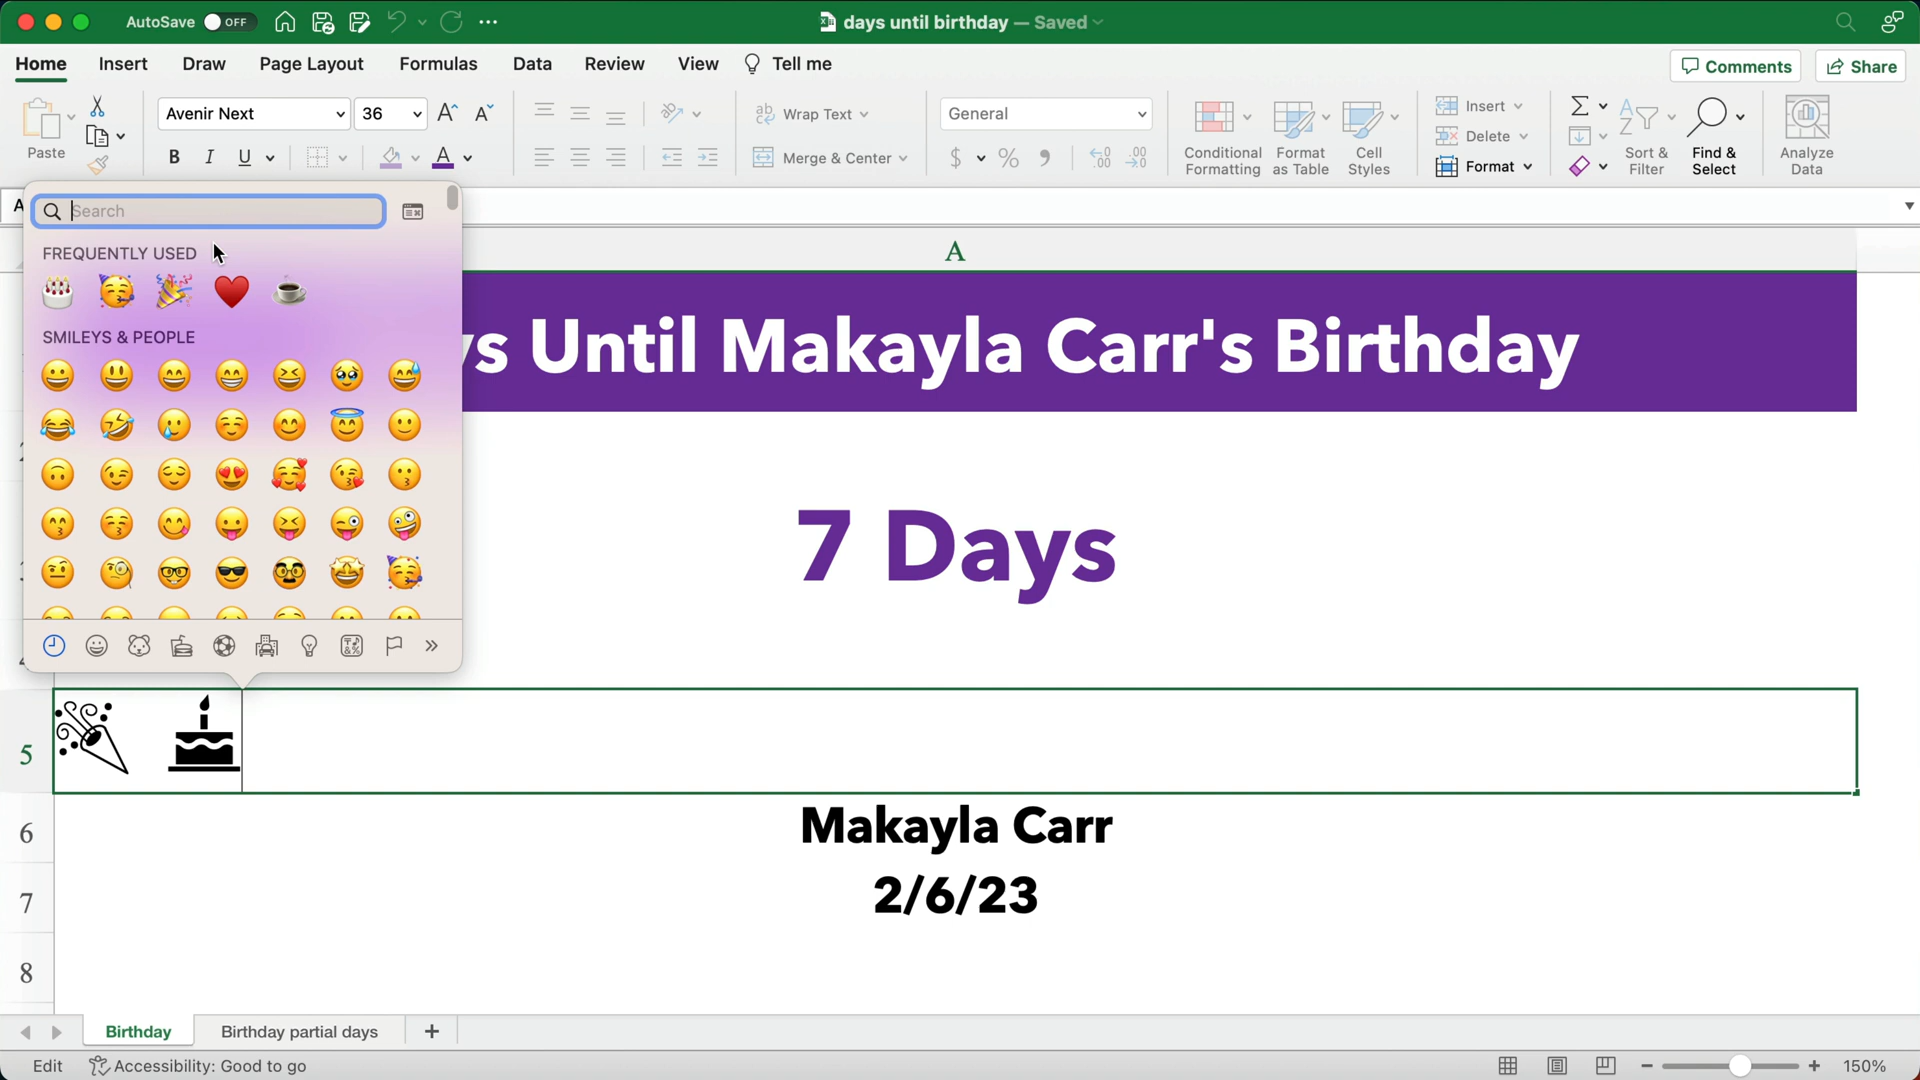 AutoSave OFF days until birthday — Saved
Home Insert Draw Page Layout Formulas Data Review View Tell me Comments Share
Paste Avenir Next 36 Wrap Text General Conditional Formatting Format as Table Cell Styles Insert Sort & Filter Find & Select Analyze Data
B I U Merge & Center $ % Delete
Format
A
Search
FREQUENTLY USED
SMILEYS & PEOPLE
A
ys Until Makayla Carr's Birthday
7 Days
5
6 Makayla Carr
7 2/6/23
8
Birthday Birthday partial days +
Edit Accessibility: Good to go 150%